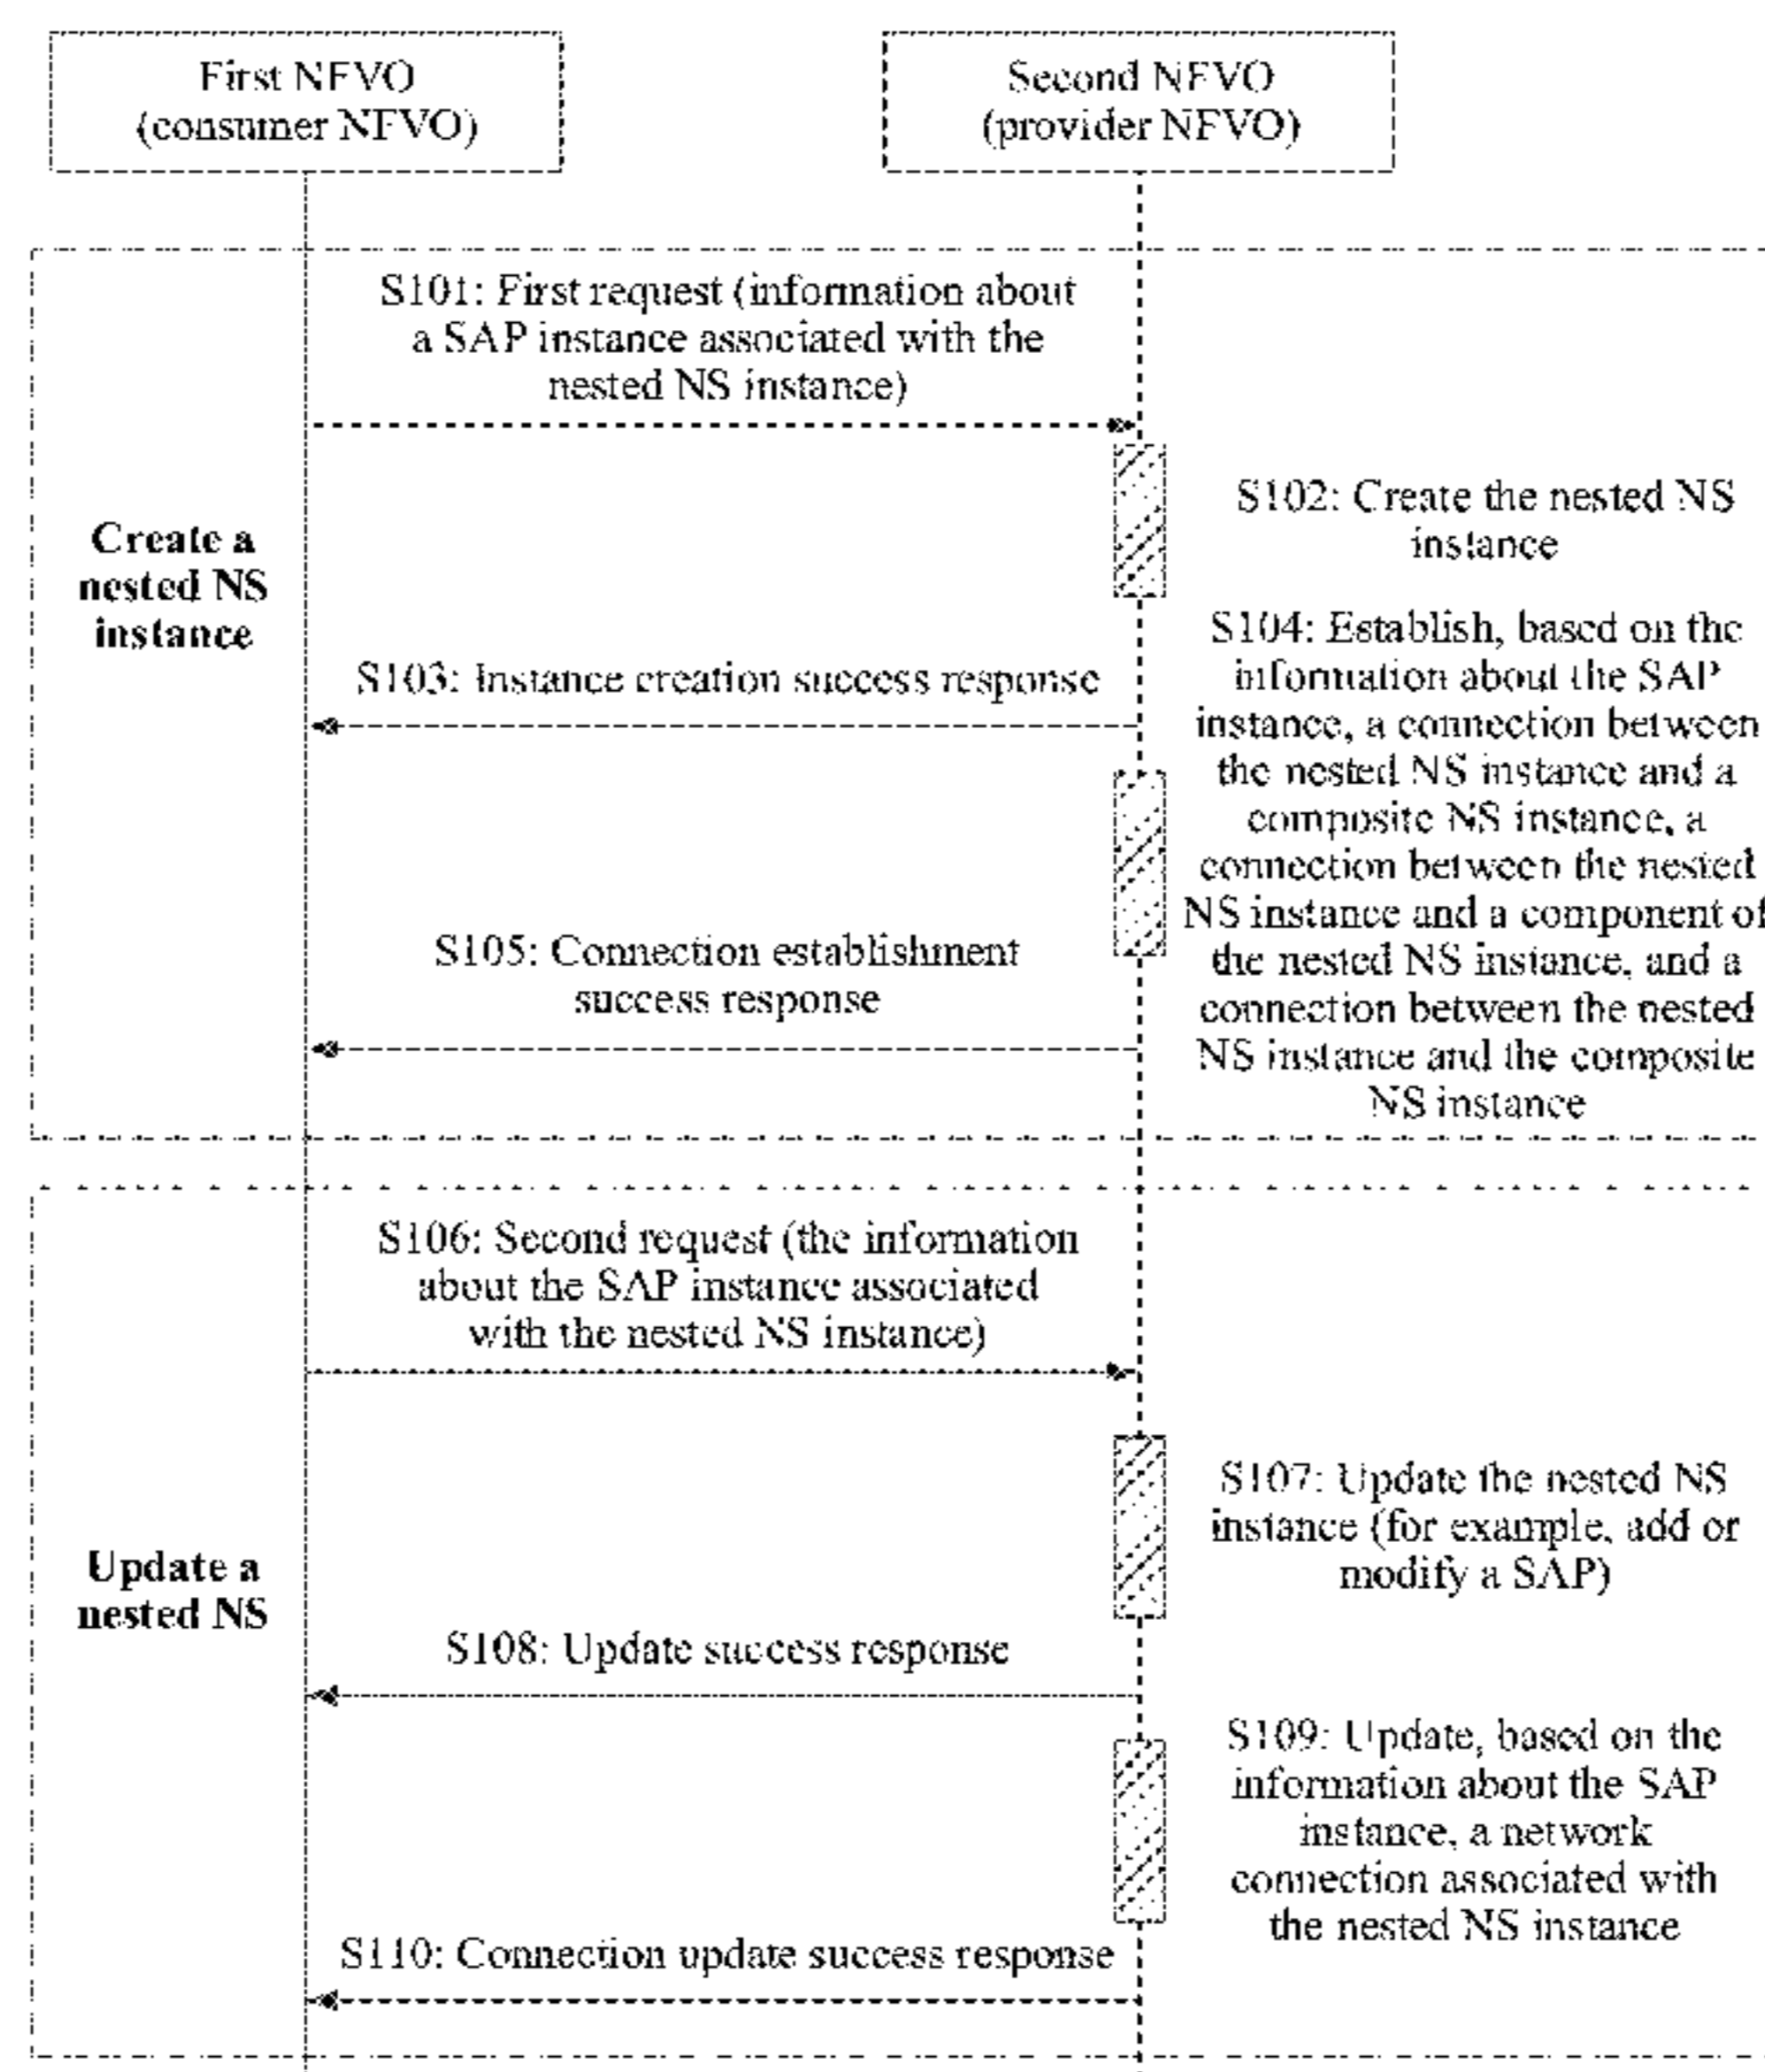 First NFVO
(consumer NFVO)
Second NFVO
(provider NFVO)
S101: First request (information about
a SAP instance associated with the
nested NS instance)
S102: Create the nested NS
instance
Create a
nested NS
instance
S103: Instance creation success response
S104: Establish, based on the
information about the SAP
instance, a connection between
the nested NS instance and a
composite NS instance, a
connection between the nested
NS instance and a component of
the nested NS instance, and a
connection between the nested
NS instance and the composite
NS instance
S105: Connection establishment
success response
S106: Second request (the information
about the SAP instance associated
with the nested NS instance)
S107: Update the nested NS
instance (for example, add or
modify a SAP)
Update a
nested NS
S108: Update success response
S109: Update, based on the
information about the SAP
instance, a network
connection associated with
the nested NS instance
S110: Connection update success response